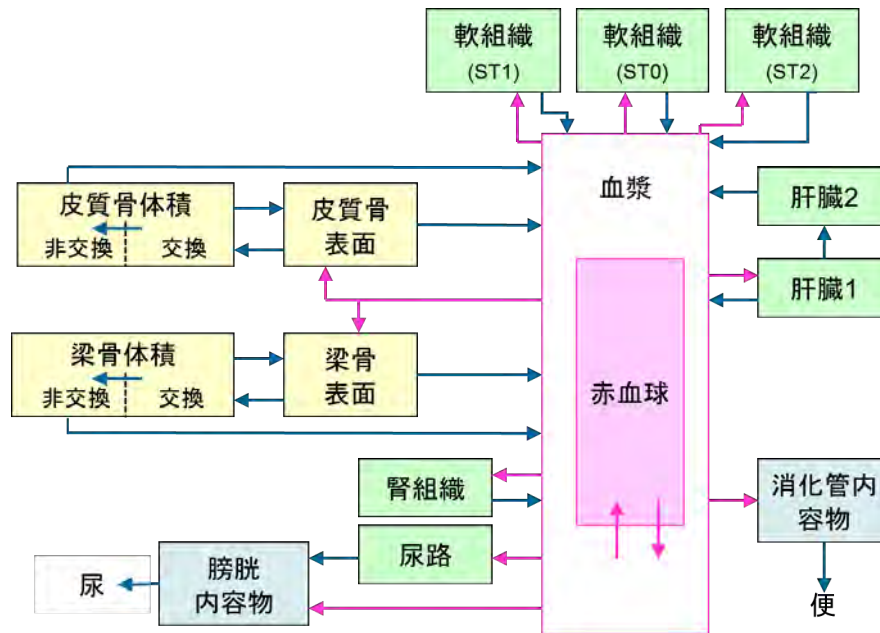 軟組織
(ST1)
軟組織
(ST0)
軟組織
(ST2)
血漿
皮質骨体積
非交換
交換
皮質骨
表面
肝臓2
肝臓1
梁骨体積
非交換
交換
梁骨
表面
赤血球
腎組織
消化管内
容物
尿路
尿
膀胱
内容物
便